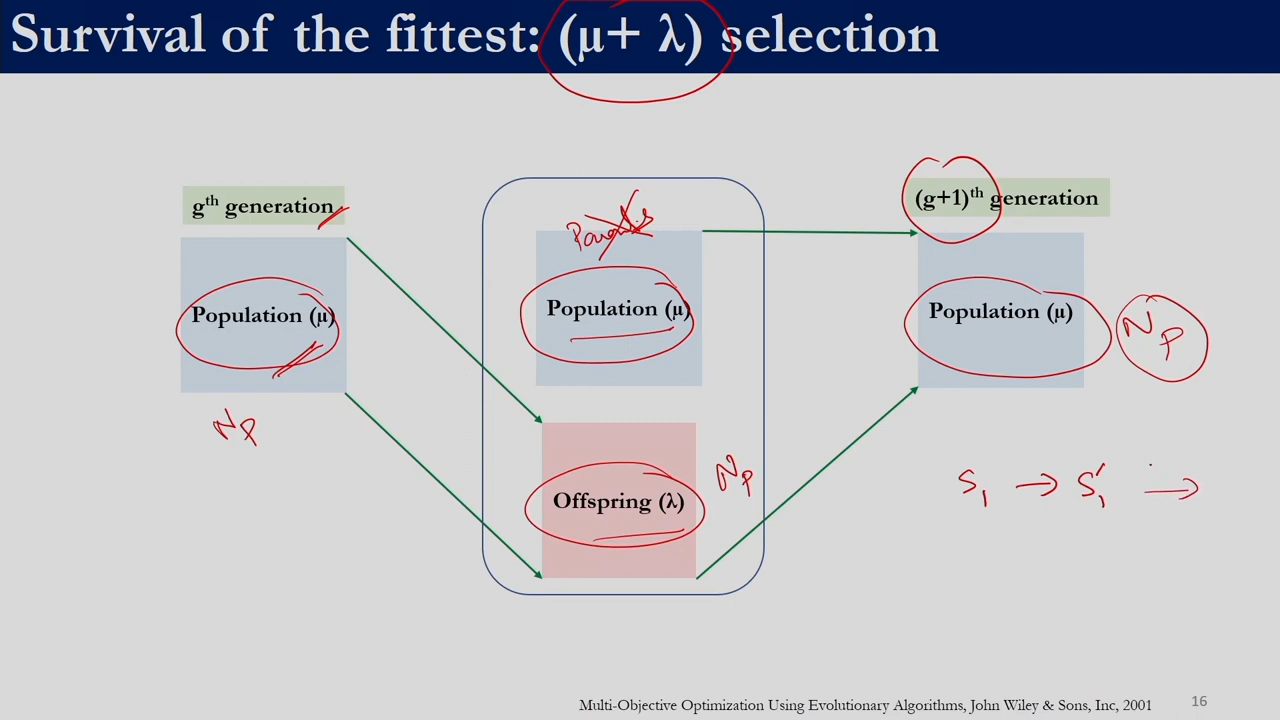 Survival of the fittest: (μ+ λ) selection
gth generation
Population (μ)
Np
Parents
Population (μ)
Offspring (λ)
Np
(g+1)th generation
Population (μ)
Np
S1 → S1′ →
Multi-Objective Optimization Using Evolutionary Algorithms, John Wiley & Sons, Inc, 2001
16